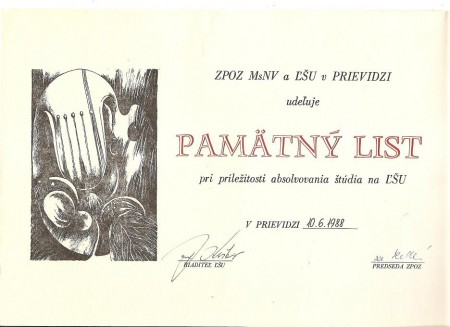 ZPOZ MsNV a ĽŠU v PRIEVIDZI
udeľuje
PAMÄTNÝ LIST
pri príležitosti absolvovania štúdia na ĽŠU
V PRIEVIDZI 10.6.1988
RIADITEĽ ĽŠU
PREDSEDA ZPOZ